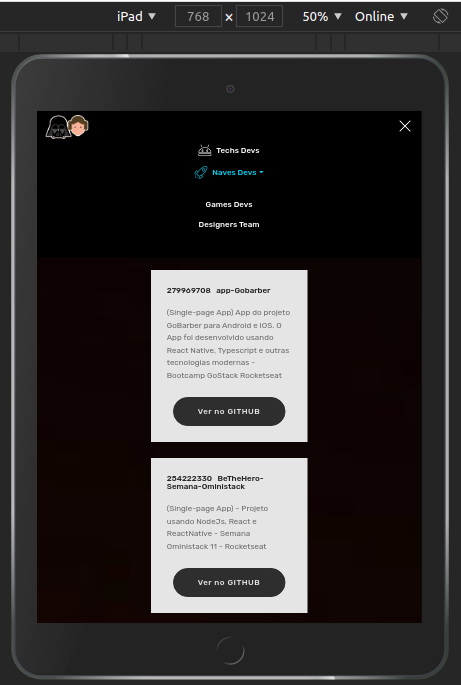 iPad ▼ 768 × 1024 50% ▼ Online ▼
Techs Devs
Naves Devs
Games Devs
Designers Team
279969708 app-Gobarber
(Single-page App) App do projeto
GoBarber para Android e IOS. O
App foi desenvolvido usando
React Native, Typescript e outras
tecnologias modernas -
Bootcamp GoStack Rocketseat
Ver no GITHUB
254222330 BeTheHero-
Semana-Oministack
(Single-page App) - Projeto
usando NodeJs, React e
ReactNative - Semana
Oministack 11 - Rocketseat
Ver no GITHUB